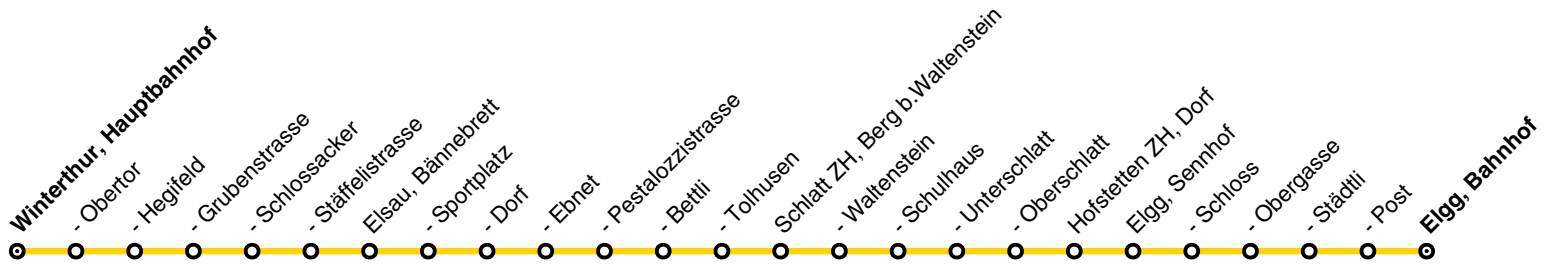 Winterthur, Hauptbahnhof
- Obertor
- Hegifeld
- Grubenstrasse
- Schlossacker
- Stäffelistrasse
Elsau, Bännebrett
- Sportplatz
- Dorf
- Ebnet
- Pestalozzistrasse
- Bettli
- Tolhusen
Schlatt ZH, Berg b.Waltenstein
- Waltenstein
- Schulhaus
- Unterschlatt
- Oberschlatt
Hofstetten ZH, Dorf
Elgg, Sennhof
- Schloss
- Obergasse
- Städtli
- Post
Elgg, Bahnhof